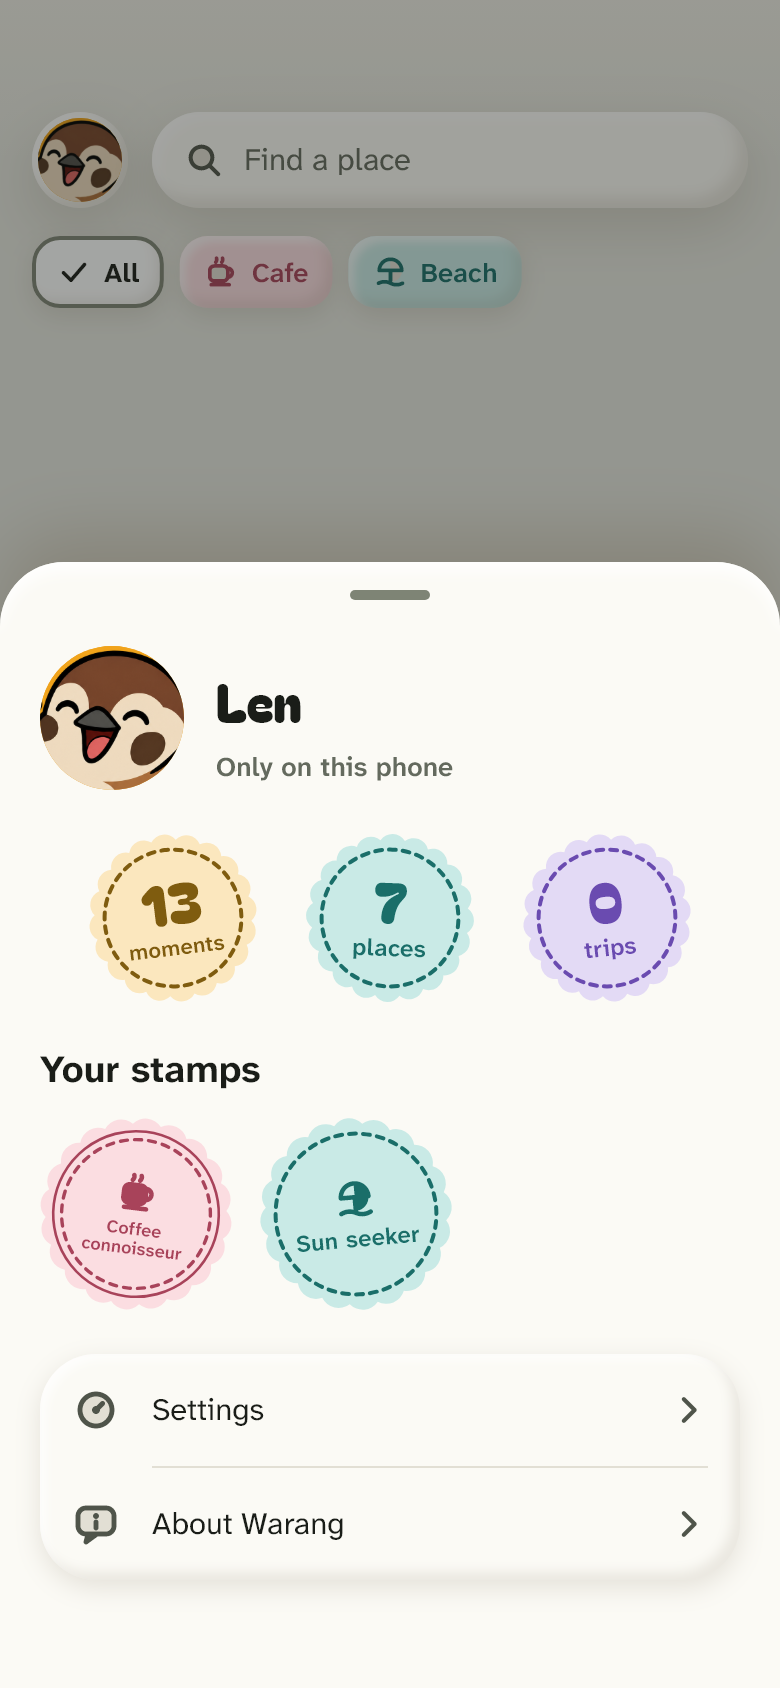 Find a place
All
Cafe
Beach
Len
Only on this phone
13
moments
7
places
0
trips
Your stamps
Coffee
connoisseur
Sun seeker
Settings
About Warang